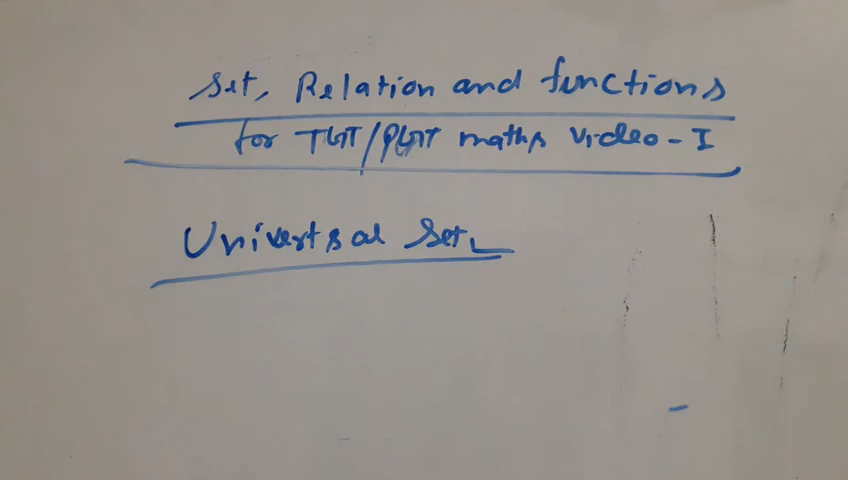 Set, Relation and functions
for TGT/PGT maths video-I
Universal Set